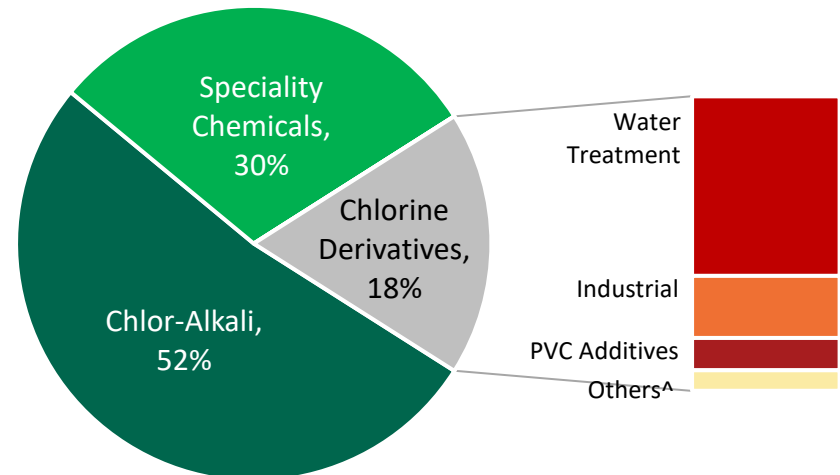 Speciality
Chemicals,
30%
Chlorine
Derivatives,
18%
Chlor-Alkali,
52%
Water
Treatment
Industrial
PVC Additives
Others^